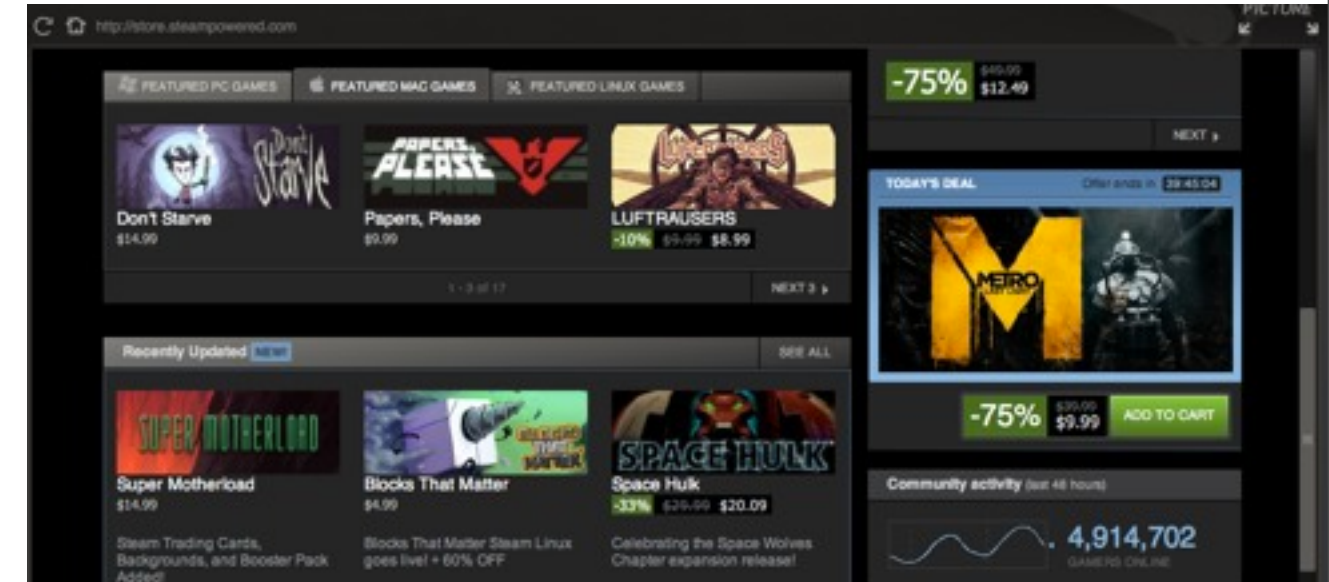 PICTURE
http://store.steampowered.com
FEATURED PC GAMES
FEATURED MAC GAMES
FEATURED LINUX GAMES
Don't Starve
Don't Starve
$14.99
PAPERS,
PLEASE
Papers, Please
$9.99
LUFTRAUSERS
LUFTRAUSERS
-10% $9.99 $8.99
1 - 3 of 17
NEXT 3
Recently Updated NEW!
SEE ALL
SUPER MOTHERLOAD
Super Motherload
$14.99
Steam Trading Cards,
Backgrounds, and Booster Pack
Added!
BLOCKS
THAT
MATTER
Blocks That Matter
$4.99
Blocks That Matter Steam Linux
goes live! + 60% OFF
SPACE HULK
Space Hulk
-33% $29.99 $20.09
Celebrating the Space Wolves
Chapter expansion release!
-75% $49.99
$12.49
NEXT
TODAY'S DEAL
Offer ends in 39:45:04
METRO
LAST LIGHT
-75% $39.99
$9.99
ADD TO CART
Community activity (last 48 hours)
4,914,702
GAMERS ONLINE